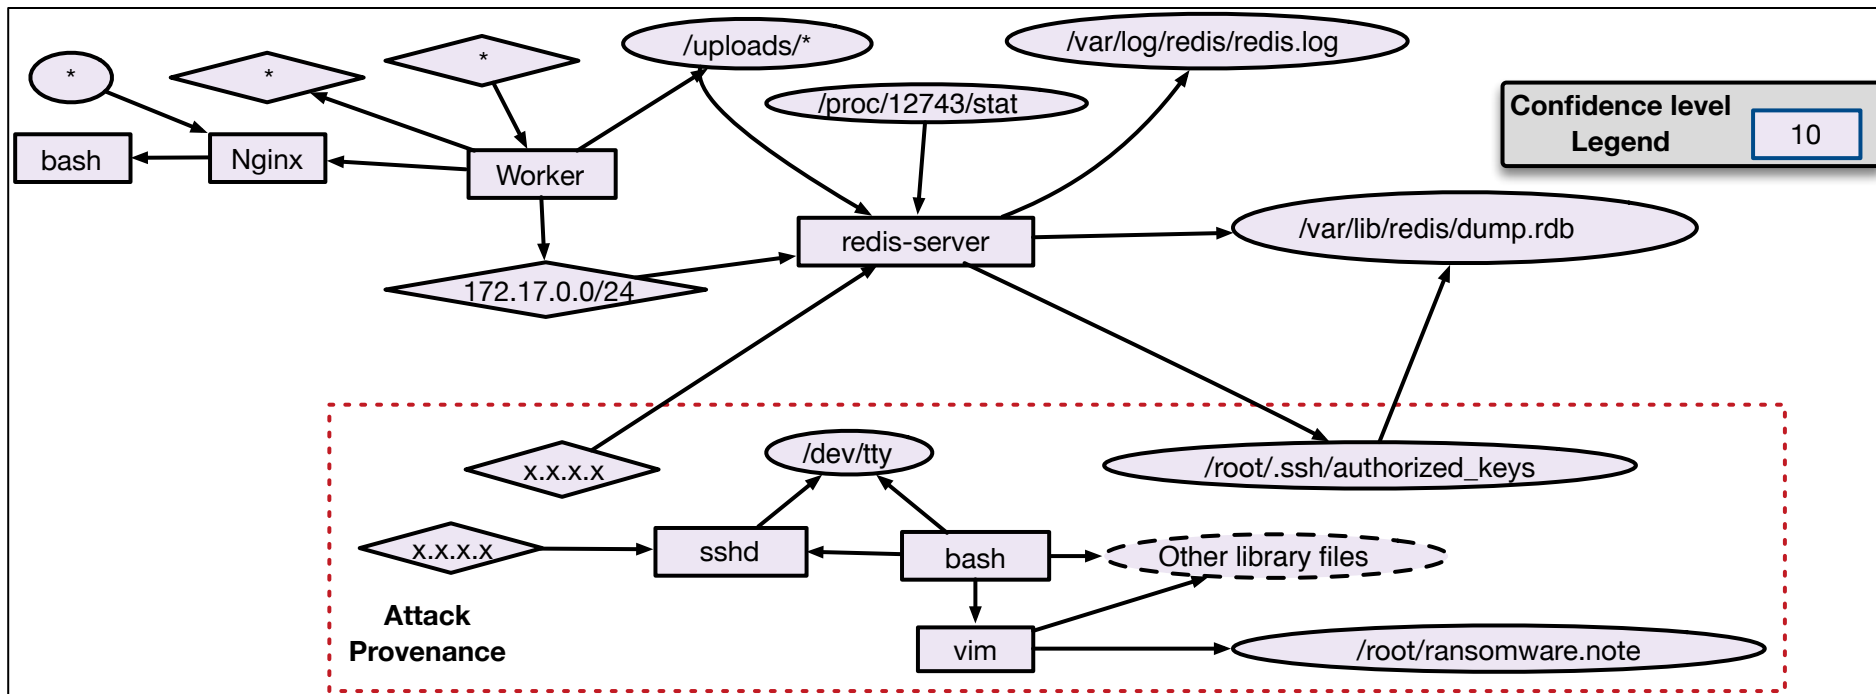 /uploads/*
/var/log/redis/redis.log
*
*
*
/proc/12743/stat
Confidence level
Legend
10
bash
Nginx
Worker
redis-server
/var/lib/redis/dump.rdb
172.17.0.0/24
x.x.x.x
/dev/tty
/root/.ssh/authorized_keys
x.x.x.x
sshd
bash
Other library files
Attack
Provenance
vim
/root/ransomware.note